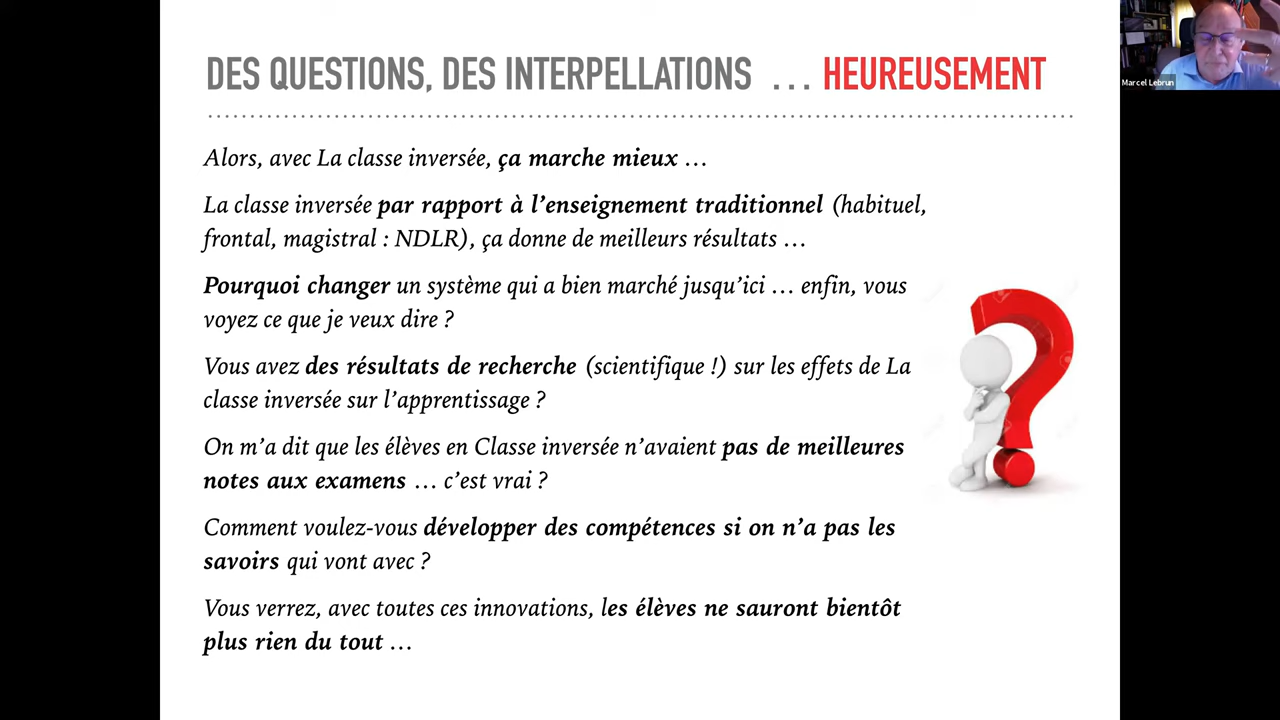 DES QUESTIONS, DES INTERPELLATIONS … HEUREUSEMENT
Marcel Lebrun
Alors, avec La classe inversée, ça marche mieux …
La classe inversée par rapport à l’enseignement traditionnel (habituel,
frontal, magistral : NDLR), ça donne de meilleurs résultats …
Pourquoi changer un système qui a bien marché jusqu’ici … enfin, vous
voyez ce que je veux dire ?
Vous avez des résultats de recherche (scientifique !) sur les effets de La
classe inversée sur l’apprentissage ?
On m’a dit que les élèves en Classe inversée n’avaient pas de meilleures
notes aux examens … c’est vrai ?
Comment voulez-vous développer des compétences si on n’a pas les
savoirs qui vont avec ?
Vous verrez, avec toutes ces innovations, les élèves ne sauront bientôt
plus rien du tout …